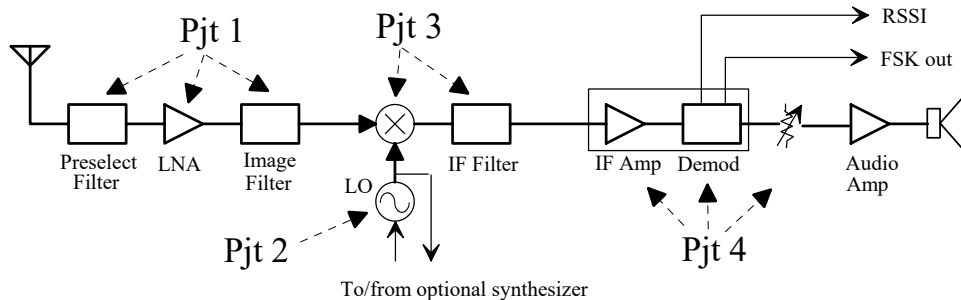 Pjt 1
Pjt 3
RSSI
FSK out
Preselect
Filter
LNA
Image
Filter
IF Filter
IF Amp
Demod
Audio
Amp
LO
Pjt 2
Pjt 4
To/from optional synthesizer